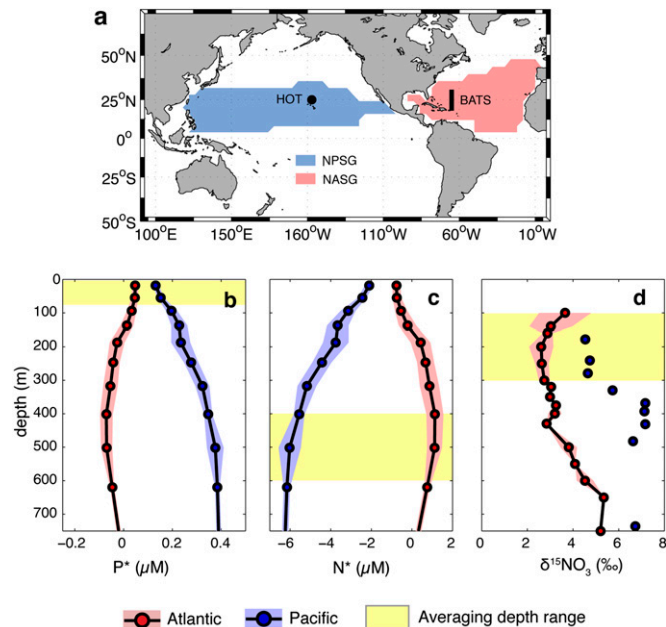 a
50°N
25°N
0°
25°S
50°S
HOT
BATS
NPSG
NASG
100°E
150°E
160°W
110°W
60°W
10°W
b
c
d
0
100
200
300
400
500
600
700
depth (m)
-0.2 0 0.2 0.4
P* (μM)
-6 -4 -2 0 2
N* (μM)
0 2 4 6 8
δ¹⁵NO₃ (‰)
Atlantic
Pacific
Averaging depth range